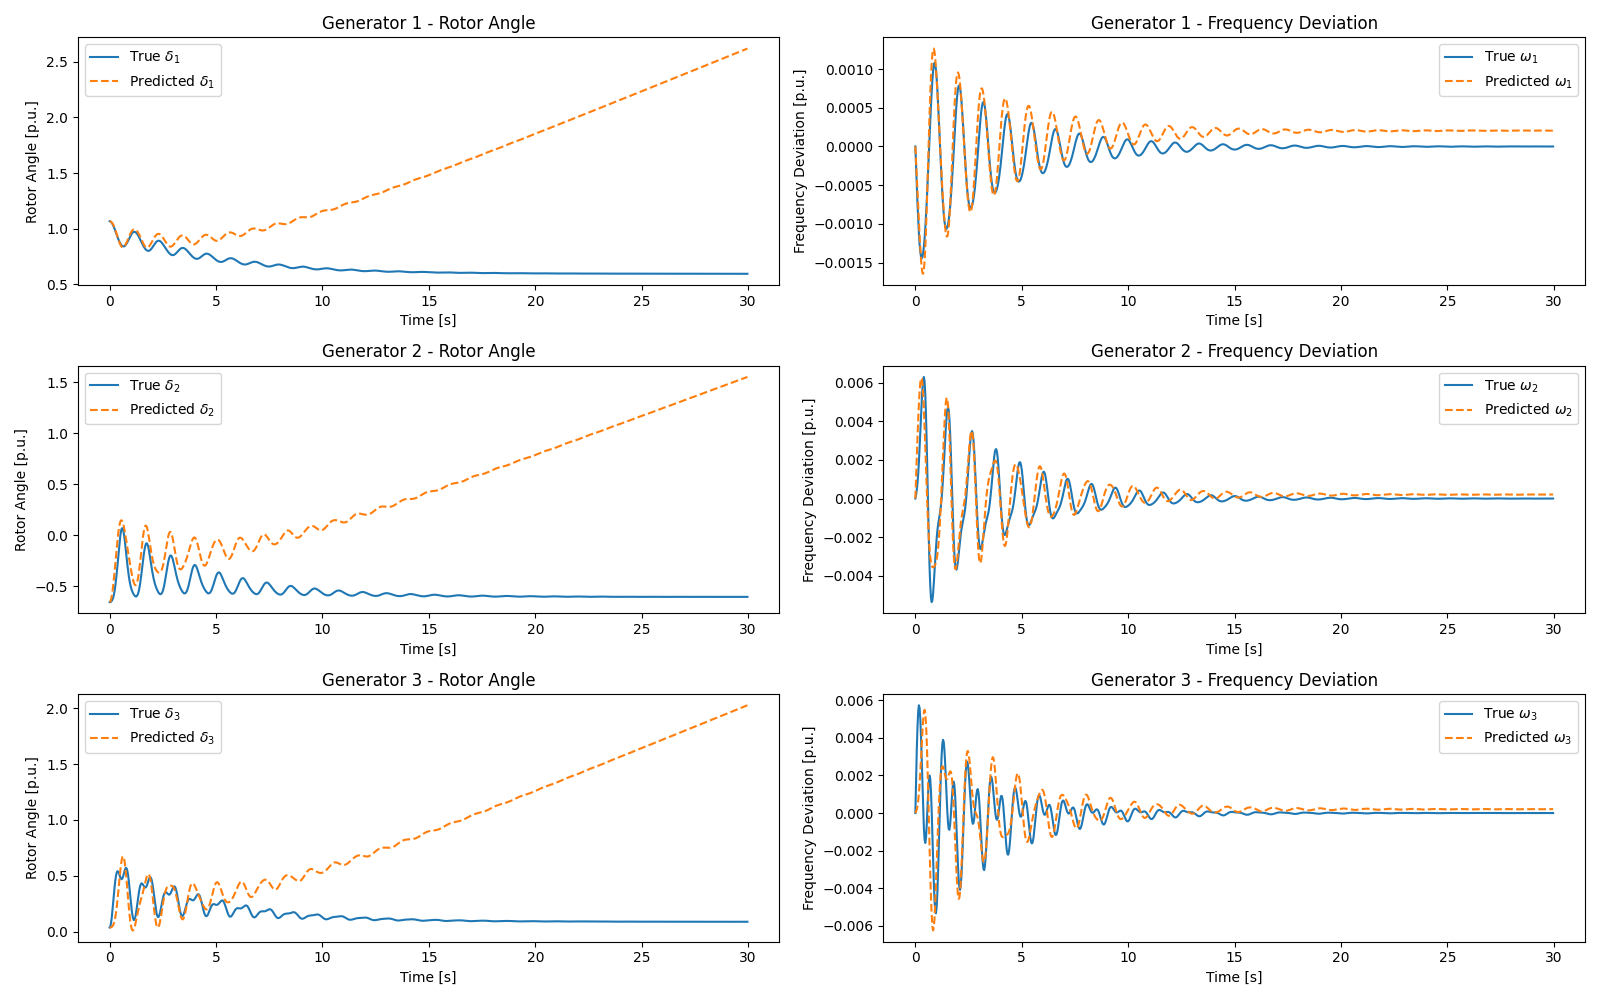 Generator 1 - Rotor Angle
Rotor Angle [p.u.]
2.5
2.0
1.5
1.0
0.5
True δ1
Predicted δ1
0 5 10 15 20 25 30
Time [s]
Generator 1 - Frequency Deviation
Frequency Deviation [p.u.]
0.0010
0.0005
0.0000
−0.0005
−0.0010
−0.0015
True ω1
Predicted ω1
0 5 10 15 20 25 30
Time [s]
Generator 2 - Rotor Angle
Rotor Angle [p.u.]
1.5
1.0
0.5
0.0
−0.5
True δ2
Predicted δ2
0 5 10 15 20 25 30
Time [s]
Generator 2 - Frequency Deviation
Frequency Deviation [p.u.]
0.006
0.004
0.002
0.000
−0.002
−0.004
True ω2
Predicted ω2
0 5 10 15 20 25 30
Time [s]
Generator 3 - Rotor Angle
Rotor Angle [p.u.]
2.0
1.5
1.0
0.5
0.0
True δ3
Predicted δ3
0 5 10 15 20 25 30
Time [s]
Generator 3 - Frequency Deviation
Frequency Deviation [p.u.]
0.006
0.004
0.002
0.000
−0.002
−0.004
−0.006
True ω3
Predicted ω3
0 5 10 15 20 25 30
Time [s]